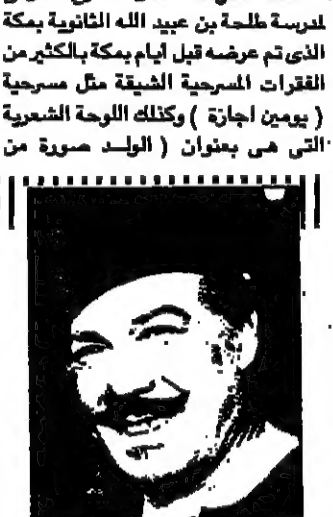 لمدرسة طلحة بن عبيد الله الثانوية بمكة
الذى تم عرضه قبل أيام بمكة بالكثير من
الفقرات المسرحية الشيقة مثل مسرحية
( يومين اجازة ) وكذلك اللوحة الشعرية
التى هى بعنوان ( الولد صورة من